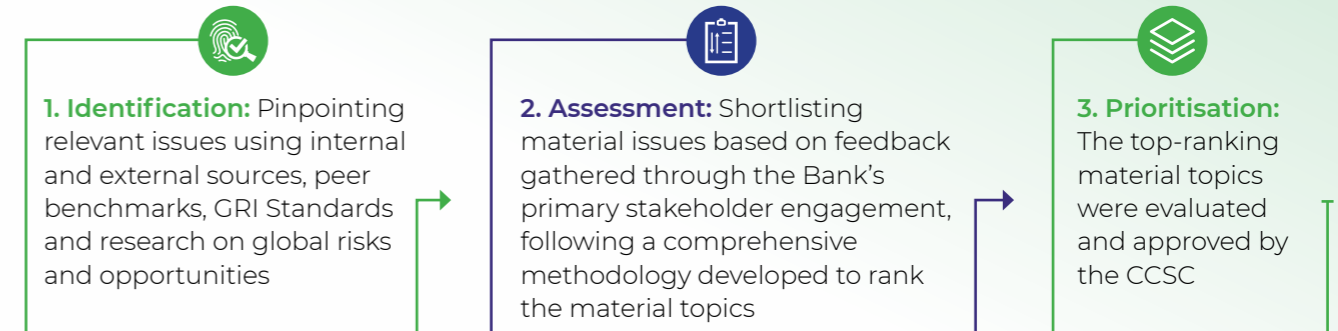 1. Identification: Pinpointing
relevant issues using internal
and external sources, peer
benchmarks, GRI Standards
and research on global risks
and opportunities
2. Assessment: Shortlisting
material issues based on feedback
gathered through the Bank’s
primary stakeholder engagement,
following a comprehensive
methodology developed to rank
the material topics
3. Prioritisation:
The top-ranking
material topics
were evaluated
and approved by
the CCSC